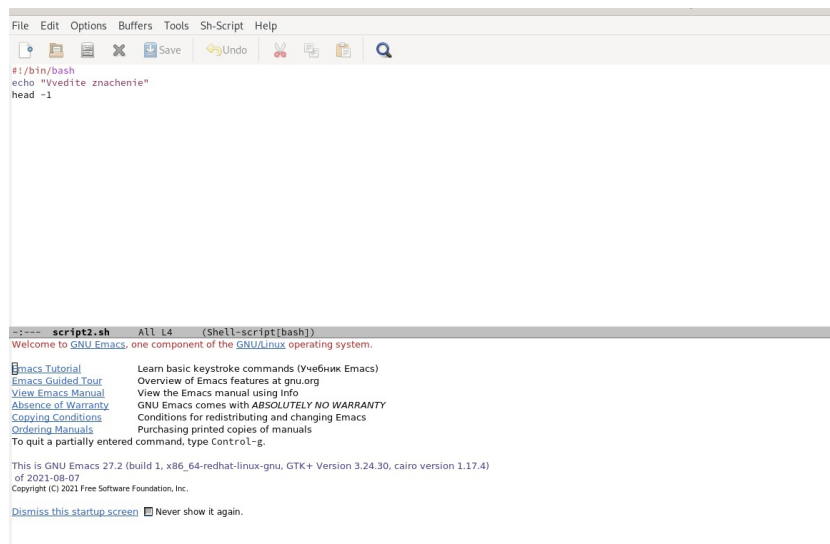 File Edit Options Buffers Tools Sh-Script Help
Save Undo
#!/bin/bash
echo "Vvedite znachenie"
head -1
-:--- script2.sh All L4 (Shell-script[bash])
Welcome to GNU Emacs, one component of the GNU/Linux operating system.
Emacs Tutorial Learn basic keystroke commands (Учебник Emacs)
Emacs Guided Tour Overview of Emacs features at gnu.org
View Emacs Manual View the Emacs manual using Info
Absence of Warranty GNU Emacs comes with ABSOLUTELY NO WARRANTY
Copying Conditions Conditions for redistributing and changing Emacs
Ordering Manuals Purchasing printed copies of manuals
To quit a partially entered command, type Control-g.
This is GNU Emacs 27.2 (build 1, x86_64-redhat-linux-gnu, GTK+ Version 3.24.30, cairo version 1.17.4)
of 2021-08-07
Copyright (C) 2021 Free Software Foundation, Inc.
Dismiss this startup screen Never show it again.